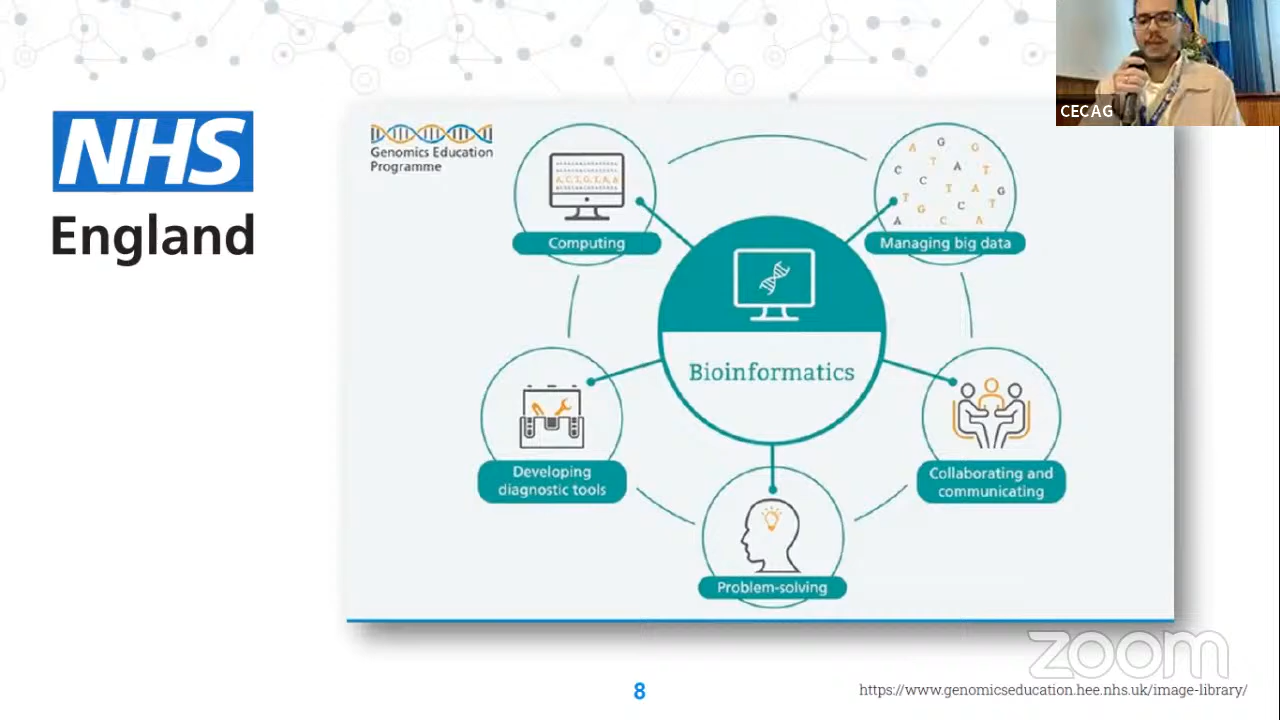 CECAG
NHS
England
Genomics Education
Programme
A C T G T A A
Computing
A G G
T T
C A
C T A G
T C T
G
A C A
Managing big data
Bioinformatics
Developing
diagnostic tools
Collaborating and
communicating
Problem-solving
zoom
8
https://www.genomicseducation.hee.nhs.uk/image-library/